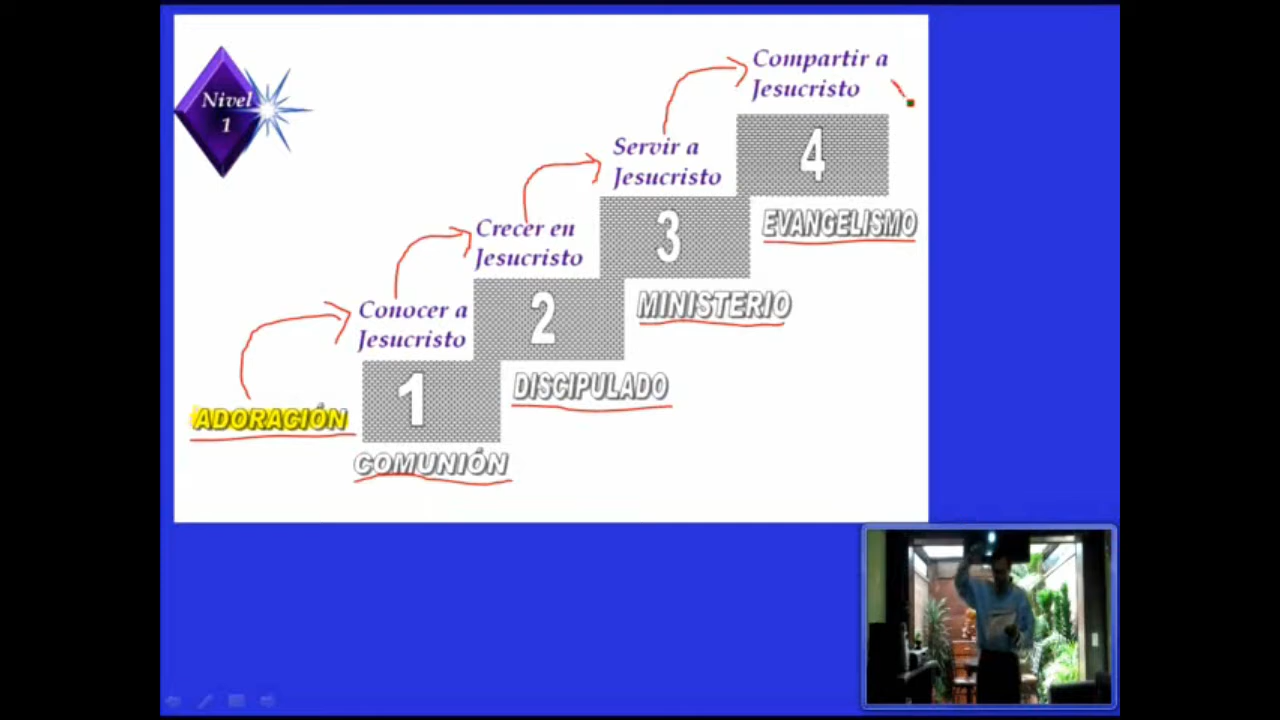 Nivel
1
Compartir a
Jesucristo
4
EVANGELISMO
Servir a
Jesucristo
3
MINISTERIO
Crecer en
Jesucristo
2
DISCIPULADO
Conocer a
Jesucristo
1
COMUNIÓN
ADORACIÓN